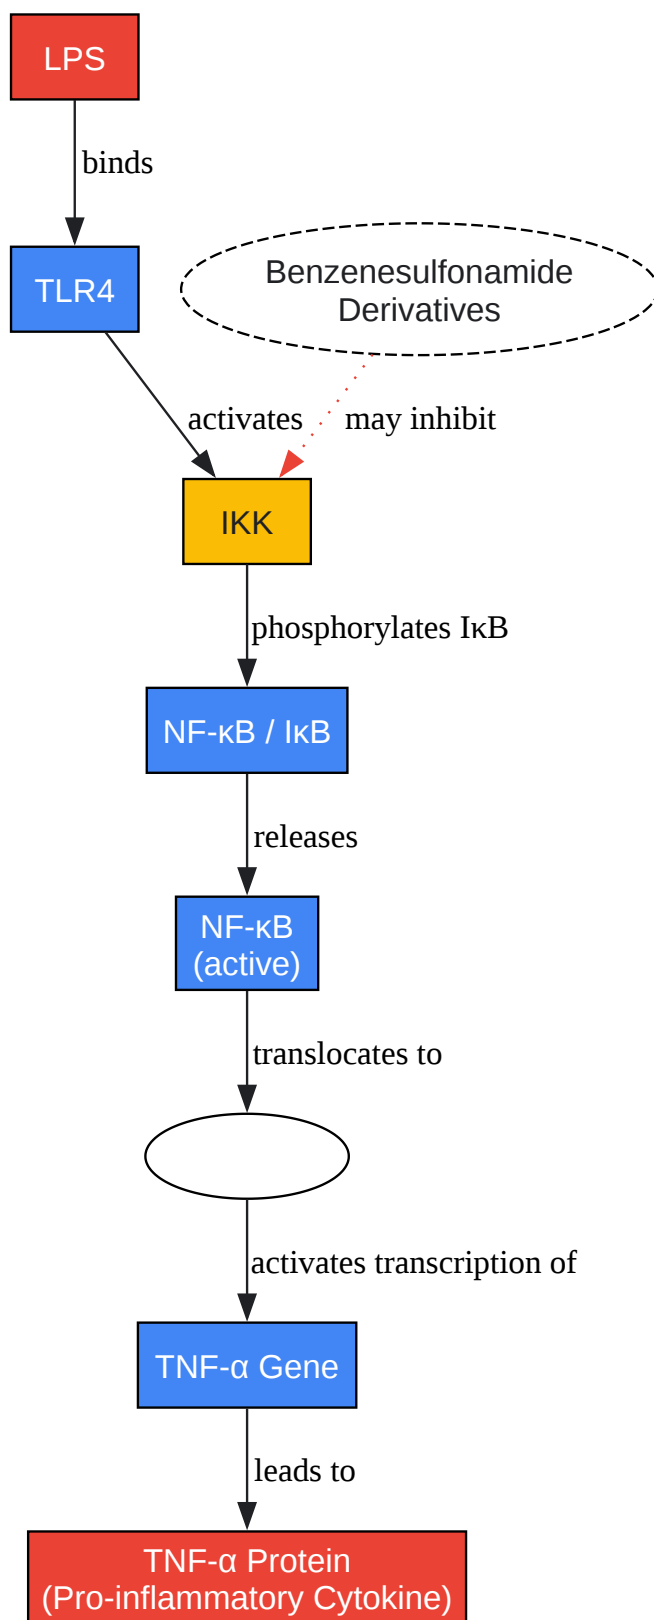 LPS
binds
TLR4
Benzenesulfonamide
Derivatives
activates
may inhibit
IKK
phosphorylates IκB
NF-κB / IκB
releases
NF-κB
(active)
translocates to
activates transcription of
TNF-α Gene
leads to
TNF-α Protein
(Pro-inflammatory Cytokine)